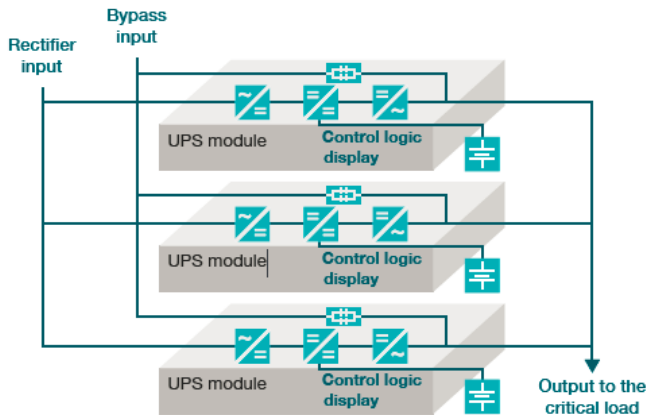 Bypass
input
Rectifier
input
UPS module
Control logic
display
UPS module
Control logic
display
UPS module
Control logic
display
Output to the
critical load